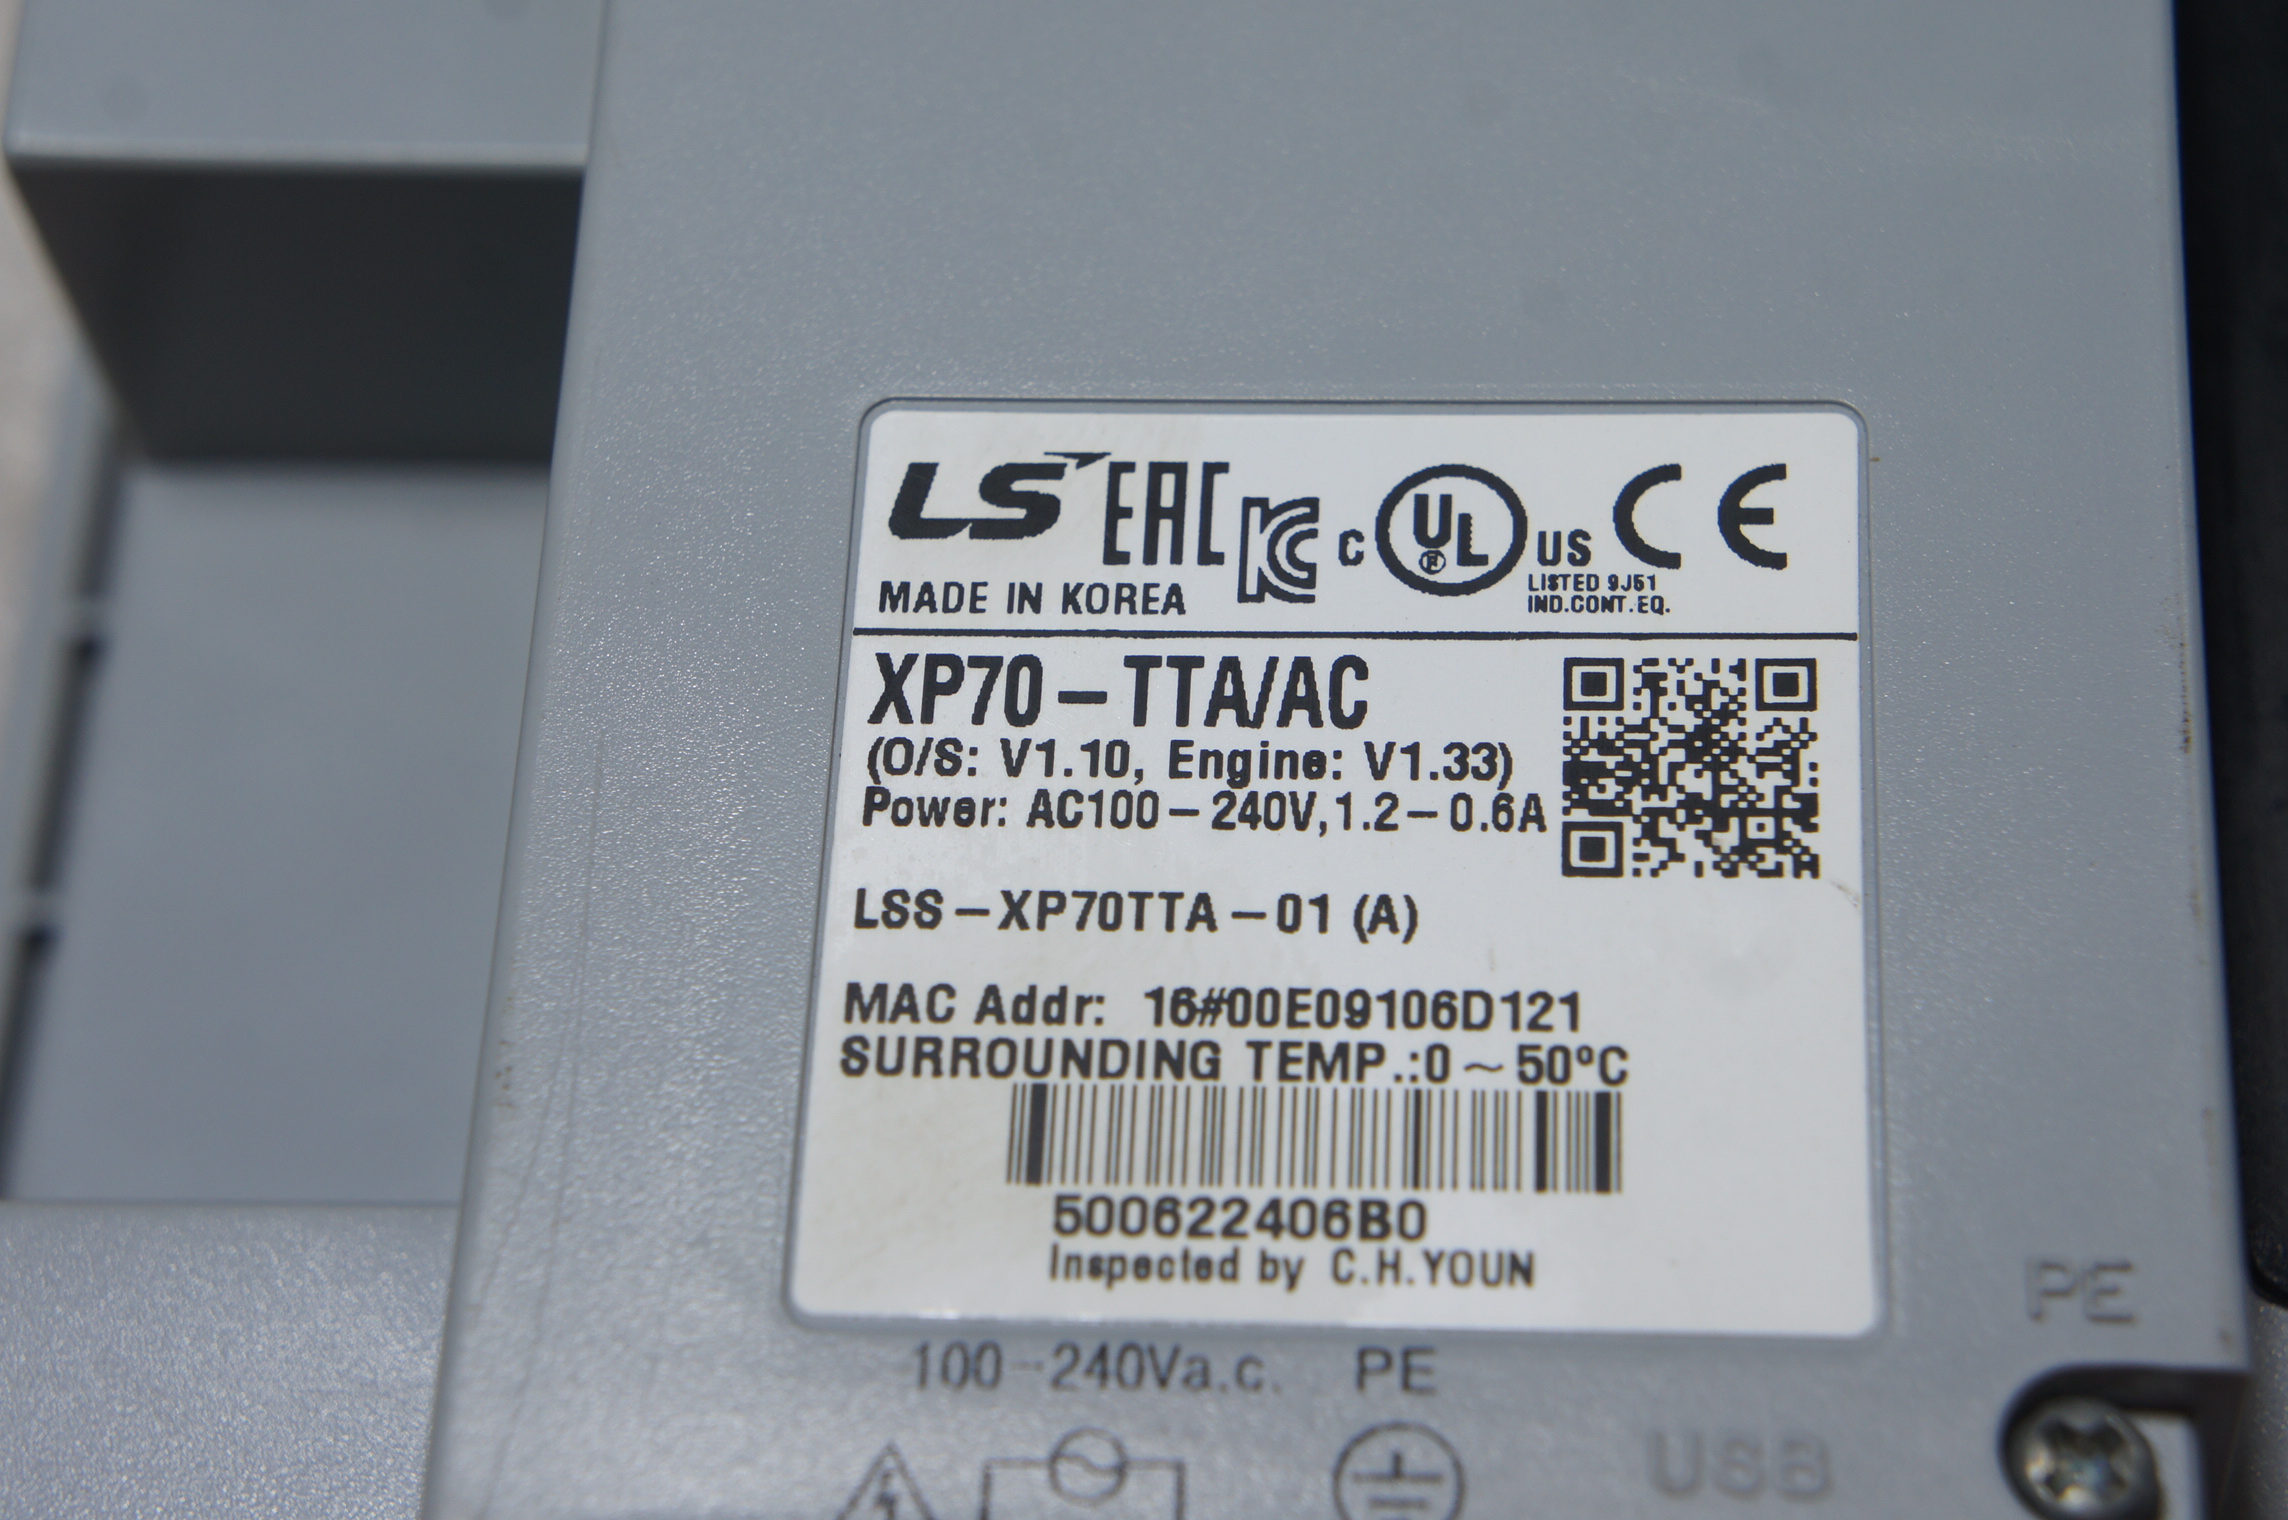 LS EAC KC C UL US CE
LISTED 9J51
MADE IN KOREA
IND.CONT.EQ.
XP70-TTA/AC
(O/S: V1.10, Engine: V1.33)
Power: AC100-240V,1.2-0.6A
LSS-XP70TTA-01 (A)
MAC Addr: 16#00E09106D121
SURROUNDING TEMP.:0~50ºC
500622406B0
Inspected by C.H.YOUN
PE
100-240Va.c. PE
USB